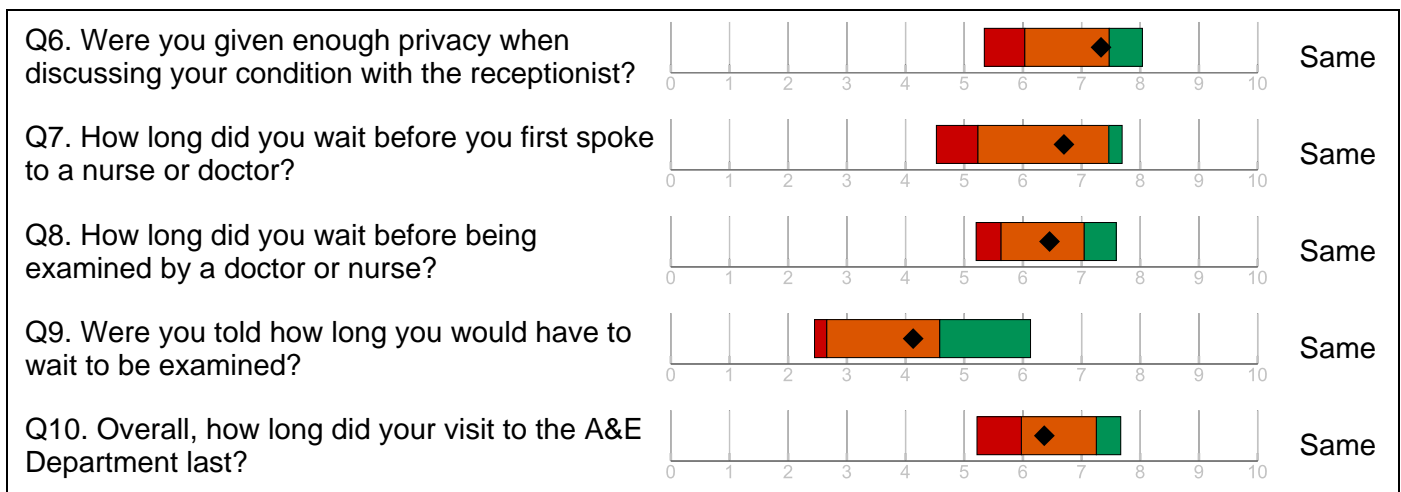 Q6. Were you given enough privacy when
discussing your condition with the receptionist?
0 1 2 3 4 5 6 7 8 9 10
Same
Q7. How long did you wait before you first spoke
to a nurse or doctor?
0 1 2 3 4 5 6 7 8 9 10
Same
Q8. How long did you wait before being
examined by a doctor or nurse?
0 1 2 3 4 5 6 7 8 9 10
Same
Q9. Were you told how long you would have to
wait to be examined?
0 1 2 3 4 5 6 7 8 9 10
Same
Q10. Overall, how long did your visit to the A&E
Department last?
0 1 2 3 4 5 6 7 8 9 10
Same